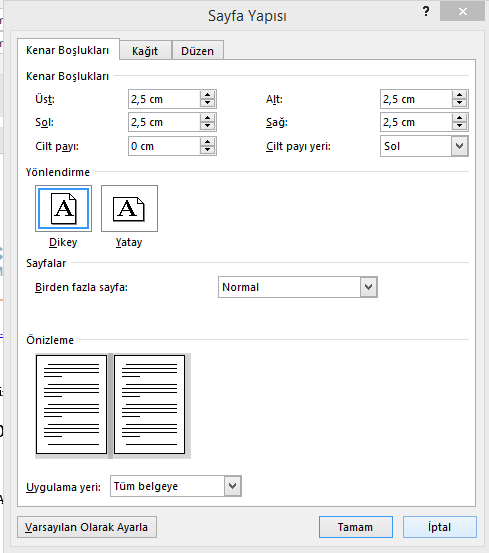 Sayfa Yapısı
?
Kenar Boşlukları Kağıt Düzen
Kenar Boşlukları
Üst: 2,5 cm Alt: 2,5 cm
Sol: 2,5 cm Sağ: 2,5 cm
Cilt payı: 0 cm Cilt payı yeri: Sol
Yönlendirme
A A
Dikey Yatay
Sayfalar
Birden fazla sayfa: Normal
Önizleme
Uygulama yeri: Tüm belgeye
Varsayılan Olarak Ayarla Tamam İptal